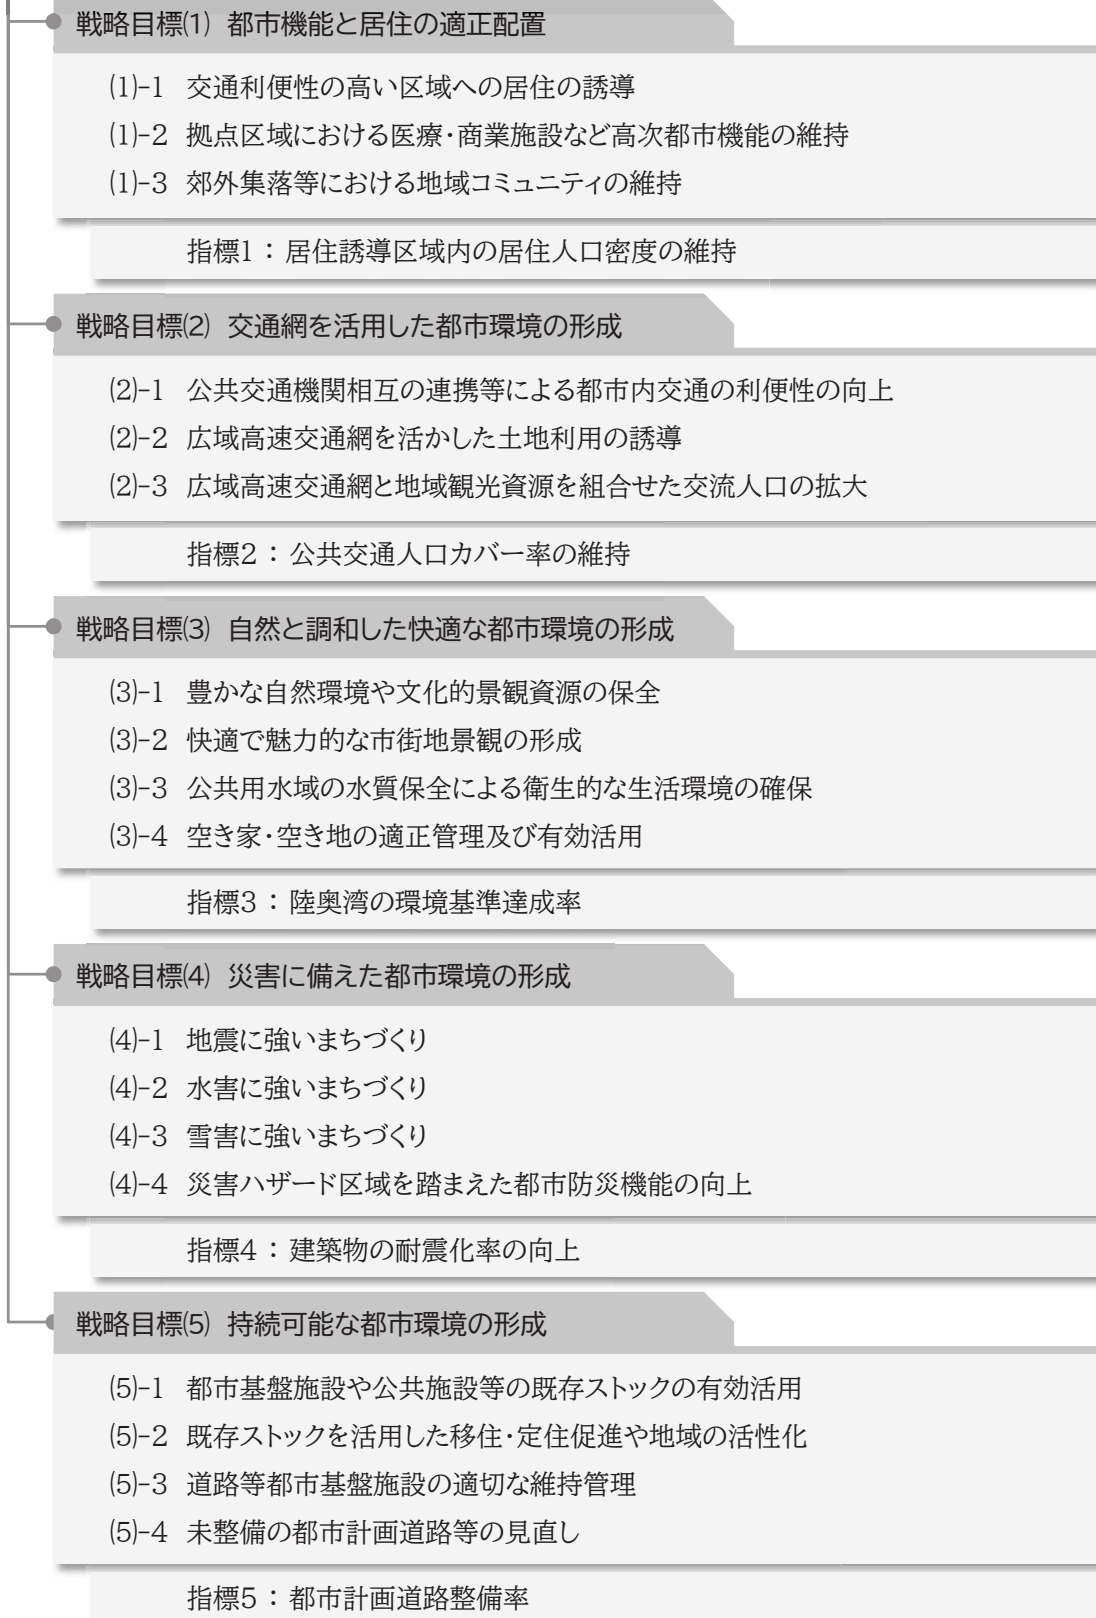 戦略目標⑴ 都市機能と居住の適正配置
⑴-1 交通利便性の高い区域への居住の誘導
⑴-2 拠点区域における医療・商業施設など高次都市機能の維持
⑴-3 郊外集落等における地域コミュニティの維持
指標1：居住誘導区域内の居住人口密度の維持
戦略目標⑵ 交通網を活用した都市環境の形成
⑵-1 公共交通機関相互の連携等による都市内交通の利便性の向上
⑵-2 広域高速交通網を活かした土地利用の誘導
⑵-3 広域高速交通網と地域観光資源を組合せた交流人口の拡大
指標2：公共交通人口カバー率の維持
戦略目標⑶ 自然と調和した快適な都市環境の形成
⑶-1 豊かな自然環境や文化的景観資源の保全
⑶-2 快適で魅力的な市街地景観の形成
⑶-3 公共用水域の水質保全による衛生的な生活環境の確保
⑶-4 空き家・空き地の適正管理及び有効活用
指標3：陸奥湾の環境基準達成率
戦略目標⑷ 災害に備えた都市環境の形成
⑷-1 地震に強いまちづくり
⑷-2 水害に強いまちづくり
⑷-3 雪害に強いまちづくり
⑷-4 災害ハザード区域を踏まえた都市防災機能の向上
指標4：建築物の耐震化率の向上
戦略目標⑸ 持続可能な都市環境の形成
⑸-1 都市基盤施設や公共施設等の既存ストックの有効活用
⑸-2 既存ストックを活用した移住・定住促進や地域の活性化
⑸-3 道路等都市基盤施設の適切な維持管理
⑸-4 未整備の都市計画道路等の見直し
指標5：都市計画道路整備率